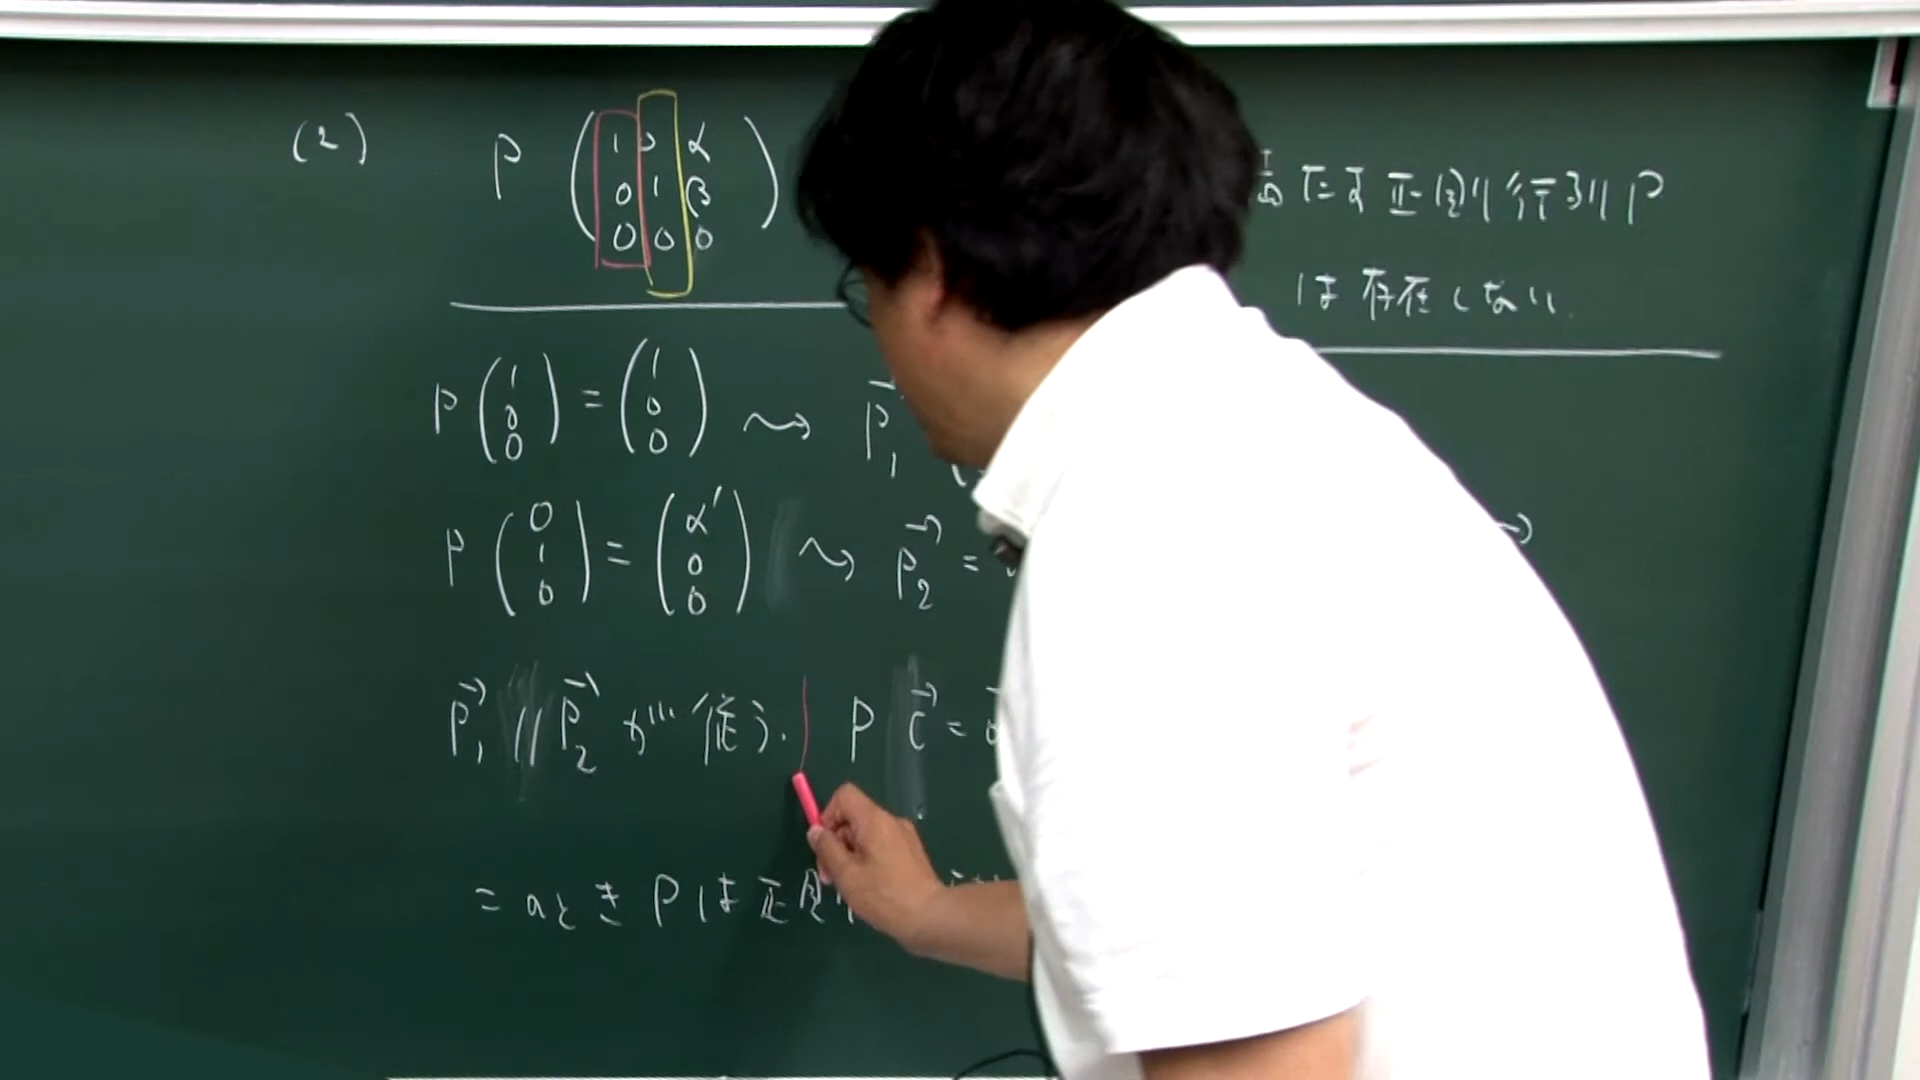 (2) P ( 1 0 α
0 1 β
0 0 0 ) 満たす正則行列 P
は存在しない.
P ( 1 0 0 ) = ( 1 0 0 ) ⇝ P₁→
P ( 0 1 0 ) = ( α' 0 0 ) ⇝ P₂→ =
P₁→ // P₂→ が従う. P c→ =
このとき P は正則